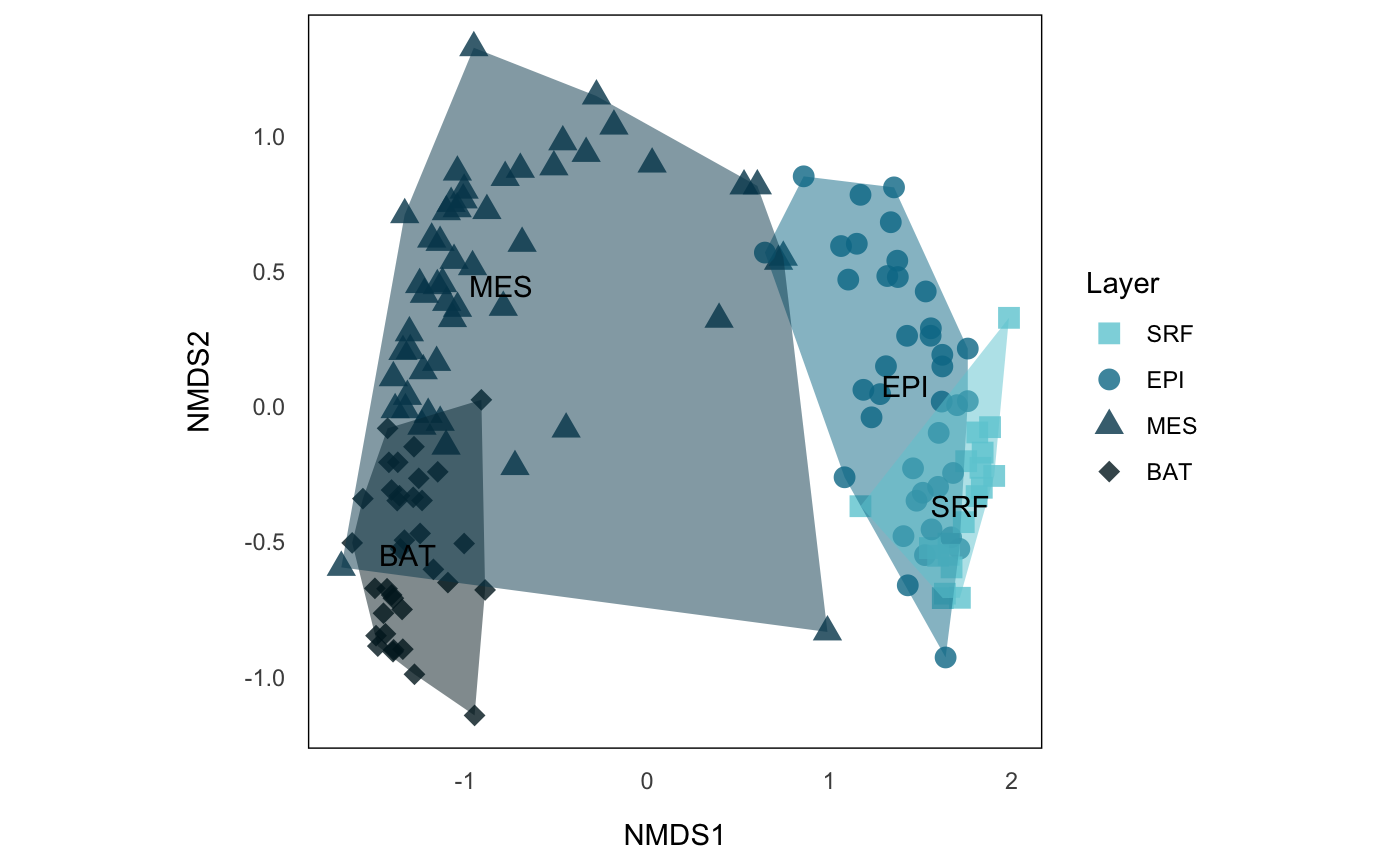 1.0
0.5
0.0
-0.5
-1.0
NMDS2
MES
EPI
SRF
BAT
-1 0 1 2
NMDS1
Layer
SRF
EPI
MES
BAT